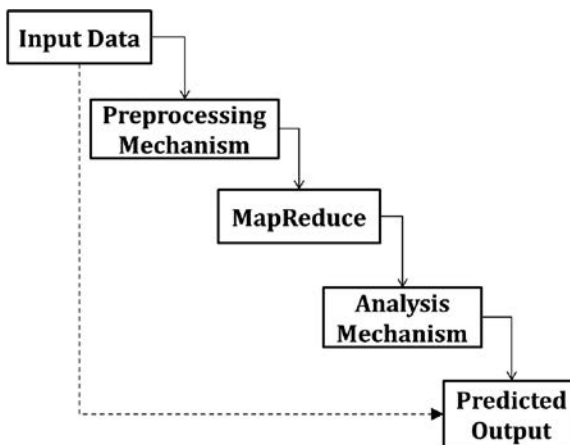 Input Data
Preprocessing
Mechanism
MapReduce
Analysis
Mechanism
Predicted
Output